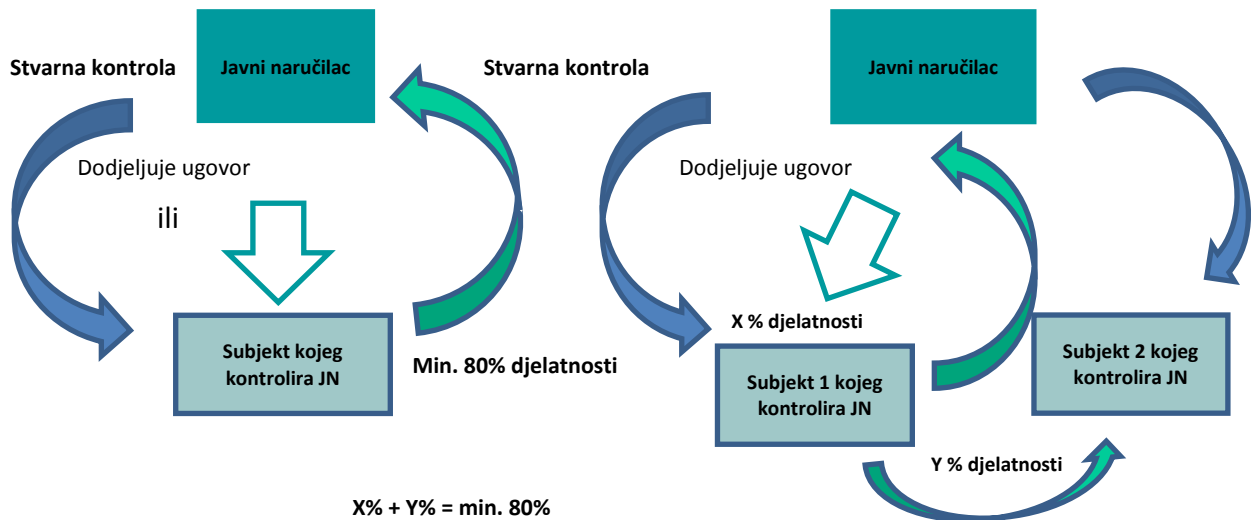 Stvarna kontrola
Javni naručilac
Dodjeljuje ugovor
ili
Subjekt kojeg
kontrolira JN
Min. 80% djelatnosti
Stvarna kontrola
Javni naručilac
Dodjeljuje ugovor
X % djelatnosti
Subjekt 1 kojeg
kontrolira JN
Subjekt 2 kojeg
kontrolira JN
Y % djelatnosti
X% + Y% = min. 80%